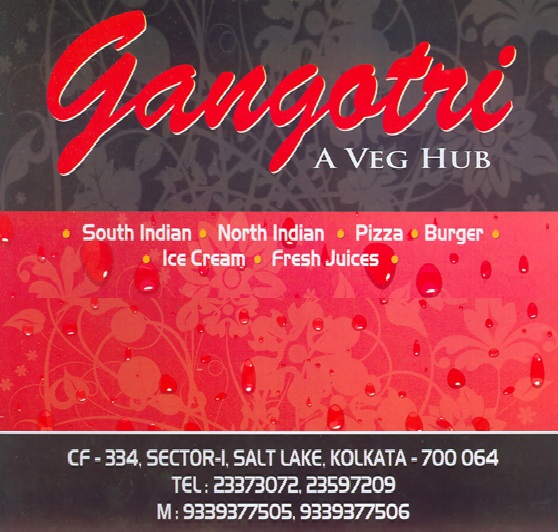 Gangotri
A VEG HUB
• South Indian • North Indian • Pizza • Burger •
• Ice Cream • Fresh Juices •
CF - 334, SECTOR-I, SALT LAKE, KOLKATA - 700 064
TEL : 23373072, 23597209
M : 9339377505, 9339377506